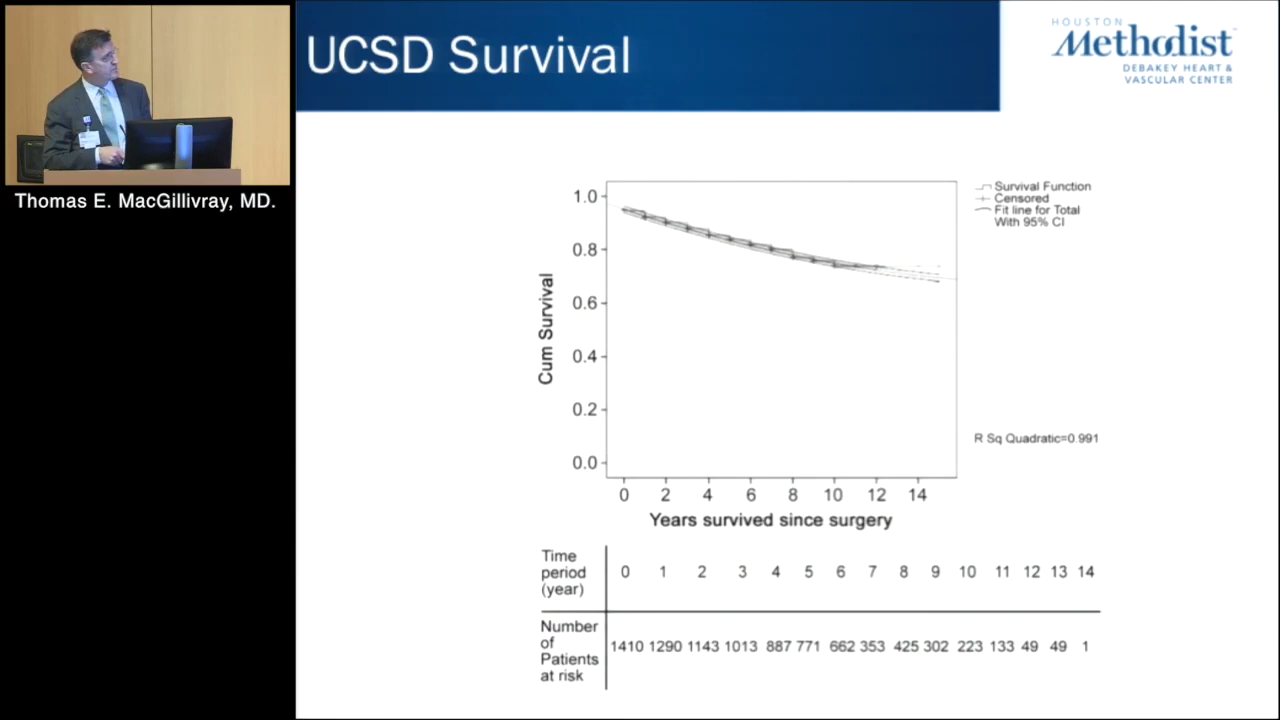 UCSD Survival
HOUSTON
Methodist
DEBAKEY HEART &
VASCULAR CENTER
Thomas E. MacGillivray, MD.
Survival Function
Censored
Fit line for Total
With 95% CI
1.0
0.8
0.6
0.4
0.2
0.0
Cum Survival
R Sq Quadratic=0.991
0 2 4 6 8 10 12 14
Years survived since surgery
Time
period
(year)
0 1 2 3 4 5 6 7 8 9 10 11 12 13 14
Number
of
Patients
at risk
1410 1290 1143 1013 887 771 662 353 425 302 223 133 49 49 1